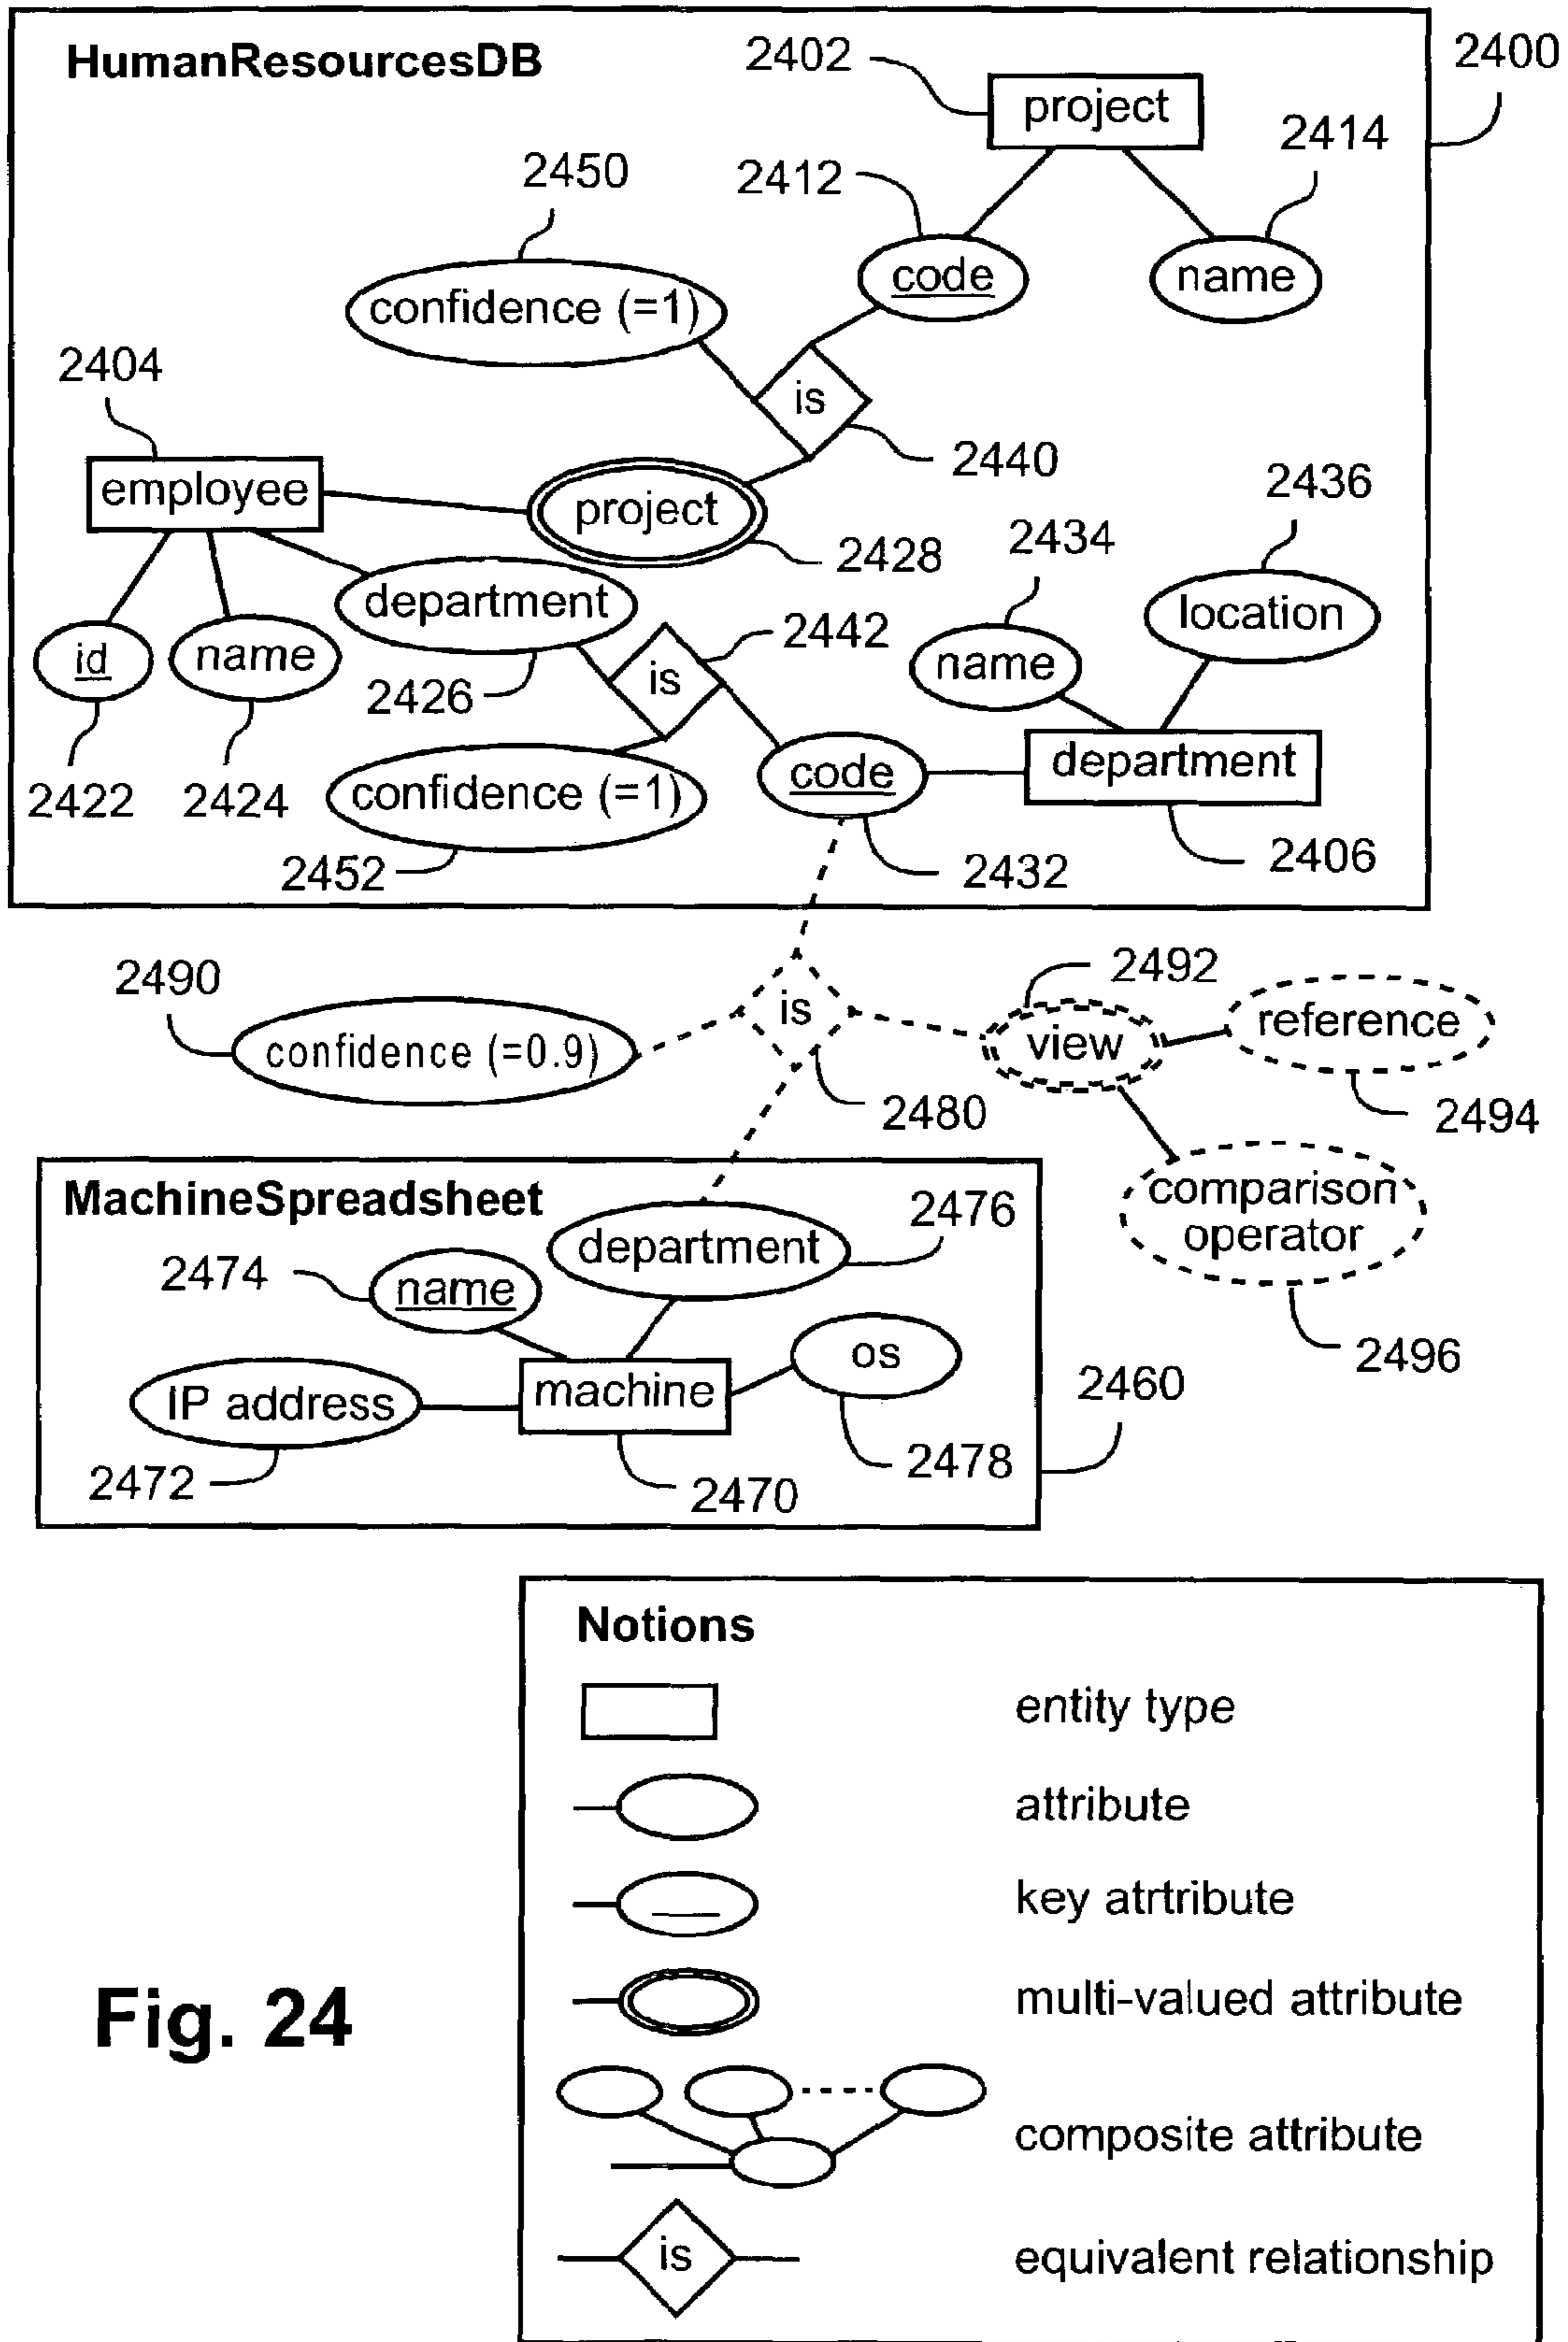 HumanResourcesDB
2402
2400
project
2414
2450
2412
code
name
confidence (=1)
2404
is
2440
employee
project
2436
2434
2428
department
location
2442
id
name
name
is
2426
department
code
2422
2424
confidence (=1)
2406
2452
2432
2490
2492
is
reference
view
confidence (=0.9)
2480
2494
MachineSpreadsheet
comparison
operator
department
2476
2474
name
os
2496
IP address
machine
2460
2472
2478
2470
Notions
entity type
attribute
key atrtribute
multi-valued attribute
Fig. 24
composite attribute
is
equivalent relationship